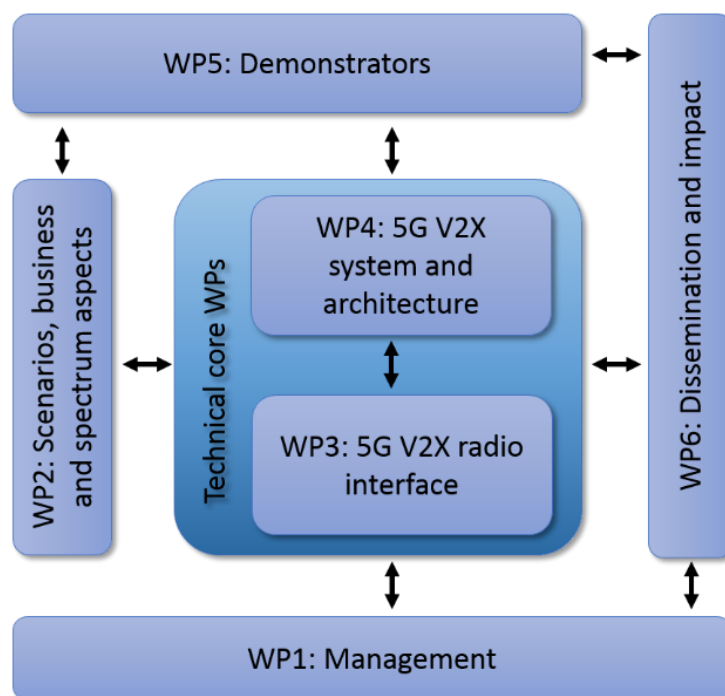 WP5: Demonstrators
WP2: Scenarios, business
and spectrum aspects
Technical core WPs
WP4: 5G V2X
system and
architecture
WP3: 5G V2X radio
interface
WP6: Dissemination and impact
WP1: Management